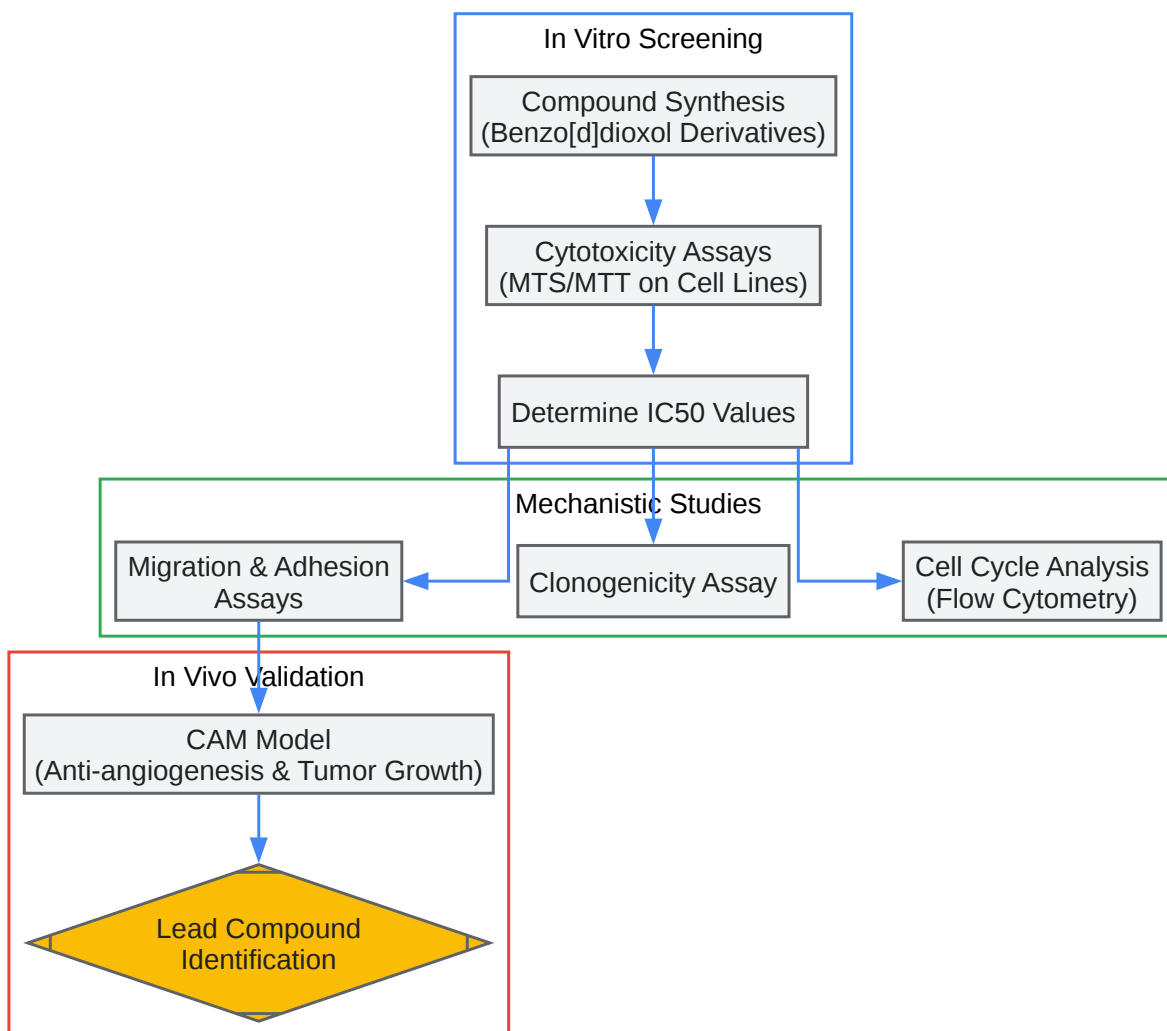 In Vitro Screening
Compound Synthesis
(Benzo[d]dioxol Derivatives)
Cytotoxicity Assays
(MTS/MTT on Cell Lines)
Determine IC50 Values
Mechanistic Studies
Migration & Adhesion
Assays
Clonogenicity Assay
Cell Cycle Analysis
(Flow Cytometry)
In Vivo Validation
CAM Model
(Anti-angiogenesis & Tumor Growth)
Lead Compound
Identification